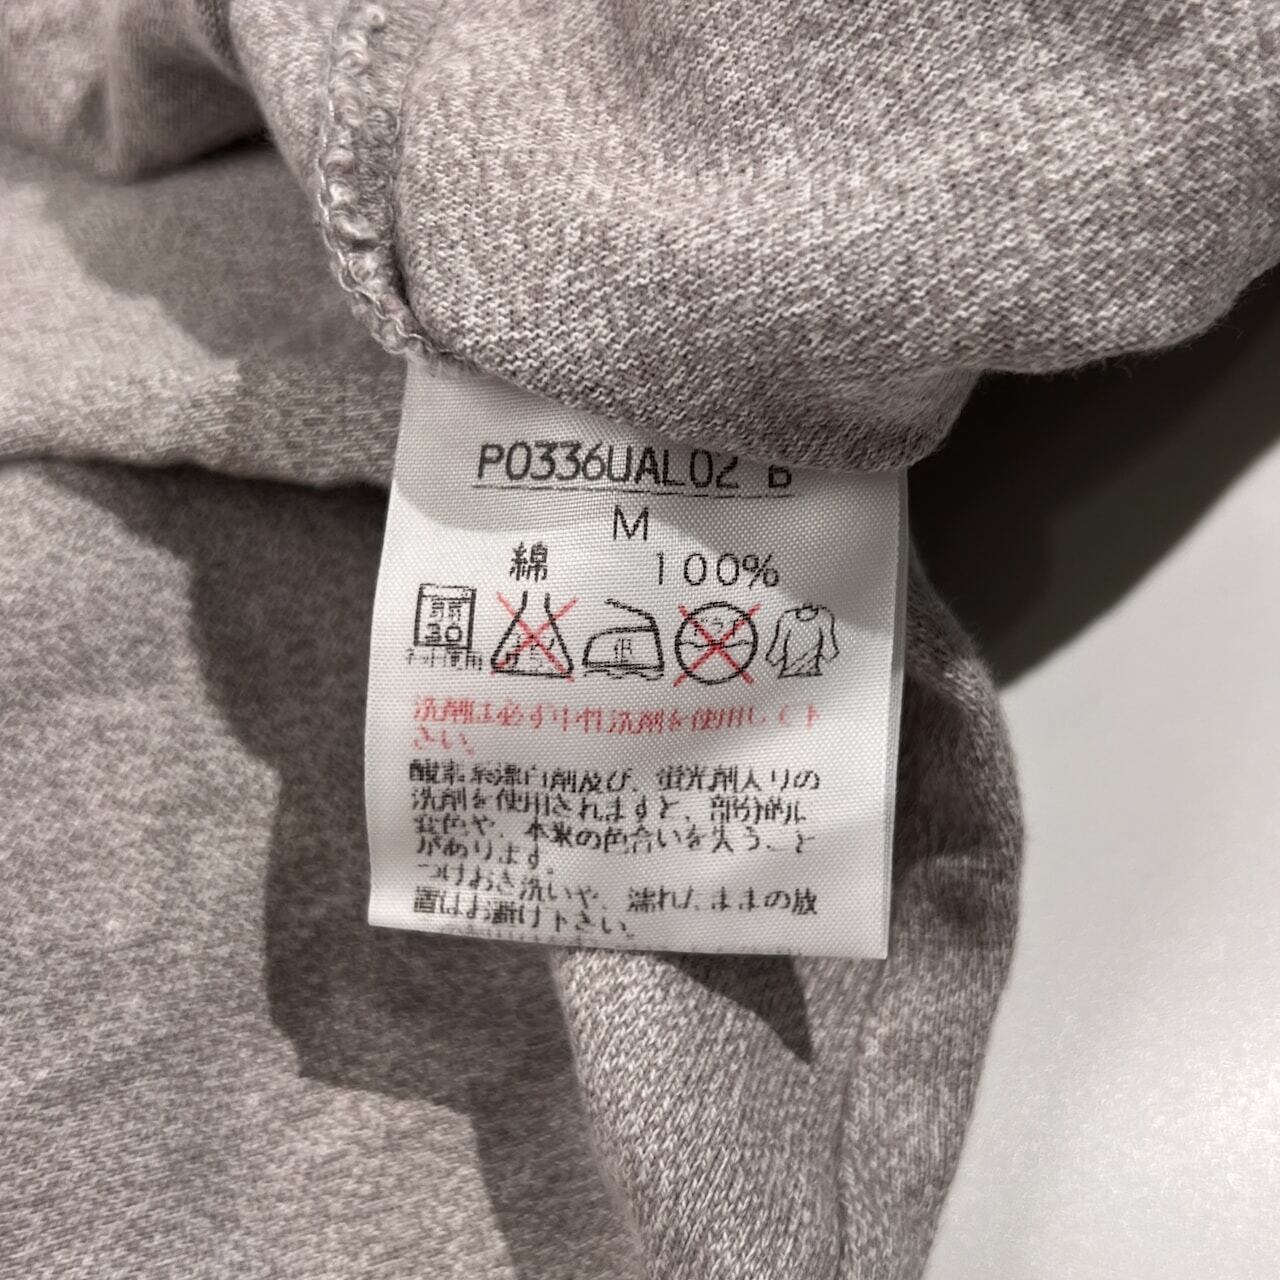 P0336UAL02 B
M
綿 100%
30
ネット使用
中
洗剤は必ず中性洗剤を使用して下
さい。
酸素系漂白剤及び、蛍光剤入りの
洗剤を使用されますと、部分的に
変色や、本来の色合いを失うこと
があります。
つけおき洗いや、濡れたままの放
置はお避け下さい。